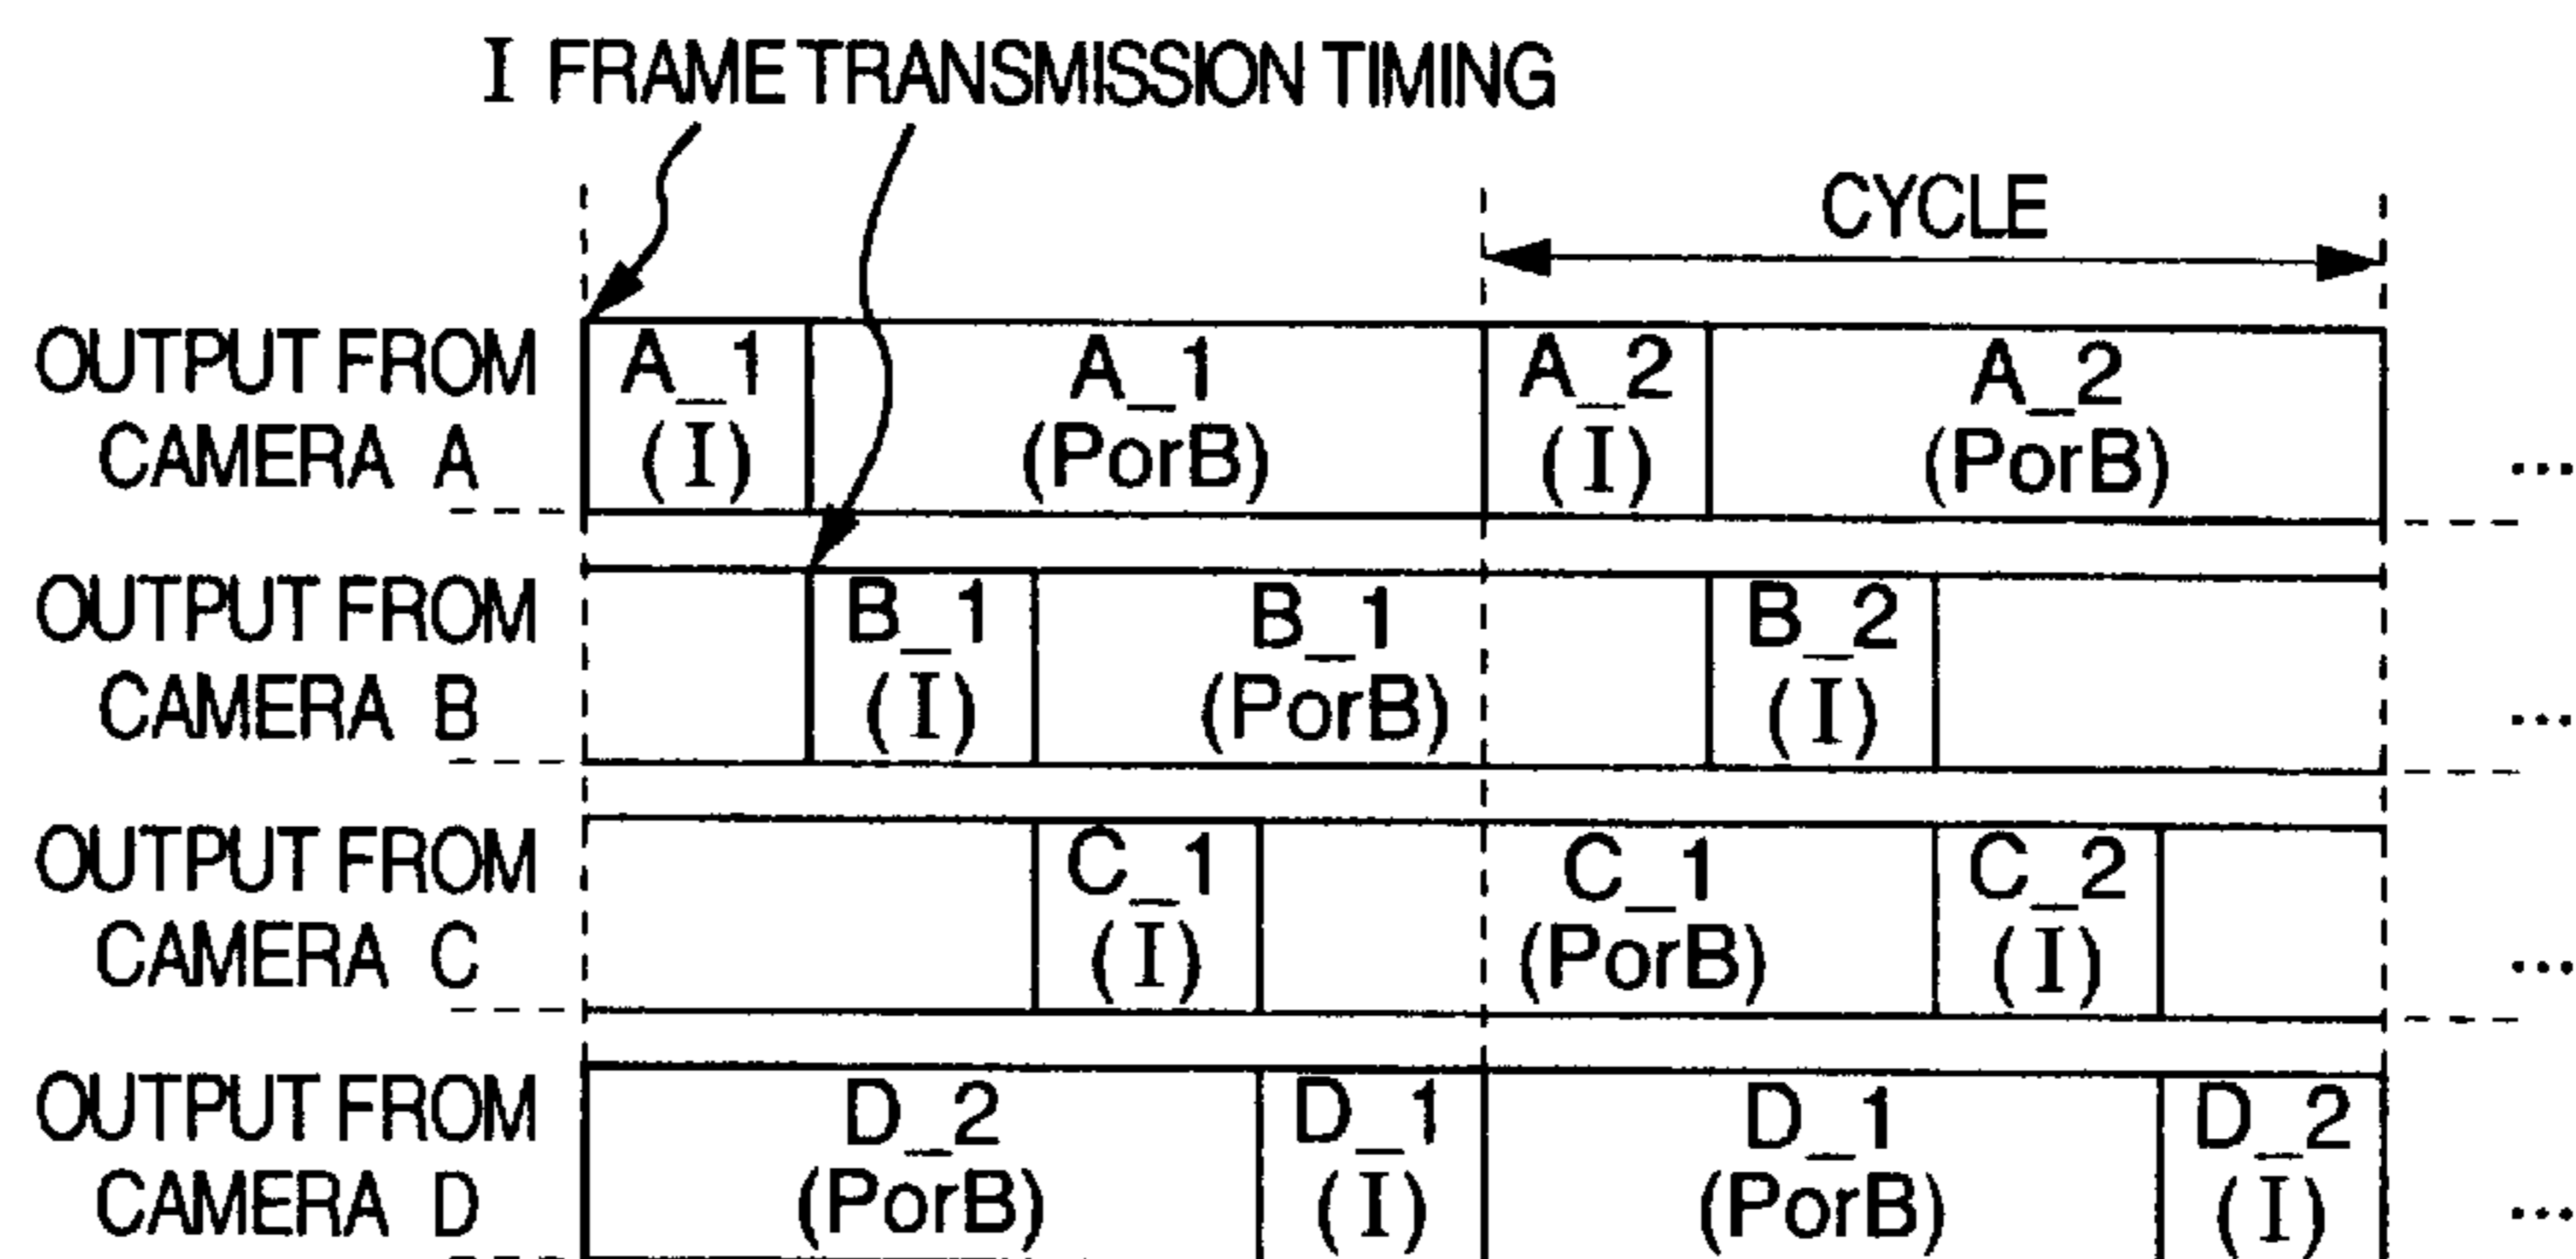 I FRAME TRANSMISSION TIMING
CYCLE
OUTPUT FROM
CAMERA A
A_1
(I)
A_1
(PorB)
A_2
(I)
A_2
(PorB)
...
OUTPUT FROM
CAMERA B
B_1
(I)
B_1
(PorB)
B_2
(I)
...
OUTPUT FROM
CAMERA C
C_1
(I)
C_1
(PorB)
C_2
(I)
...
OUTPUT FROM
CAMERA D
D_2
(PorB)
D_1
(I)
D_1
(PorB)
D_2
(I)
...